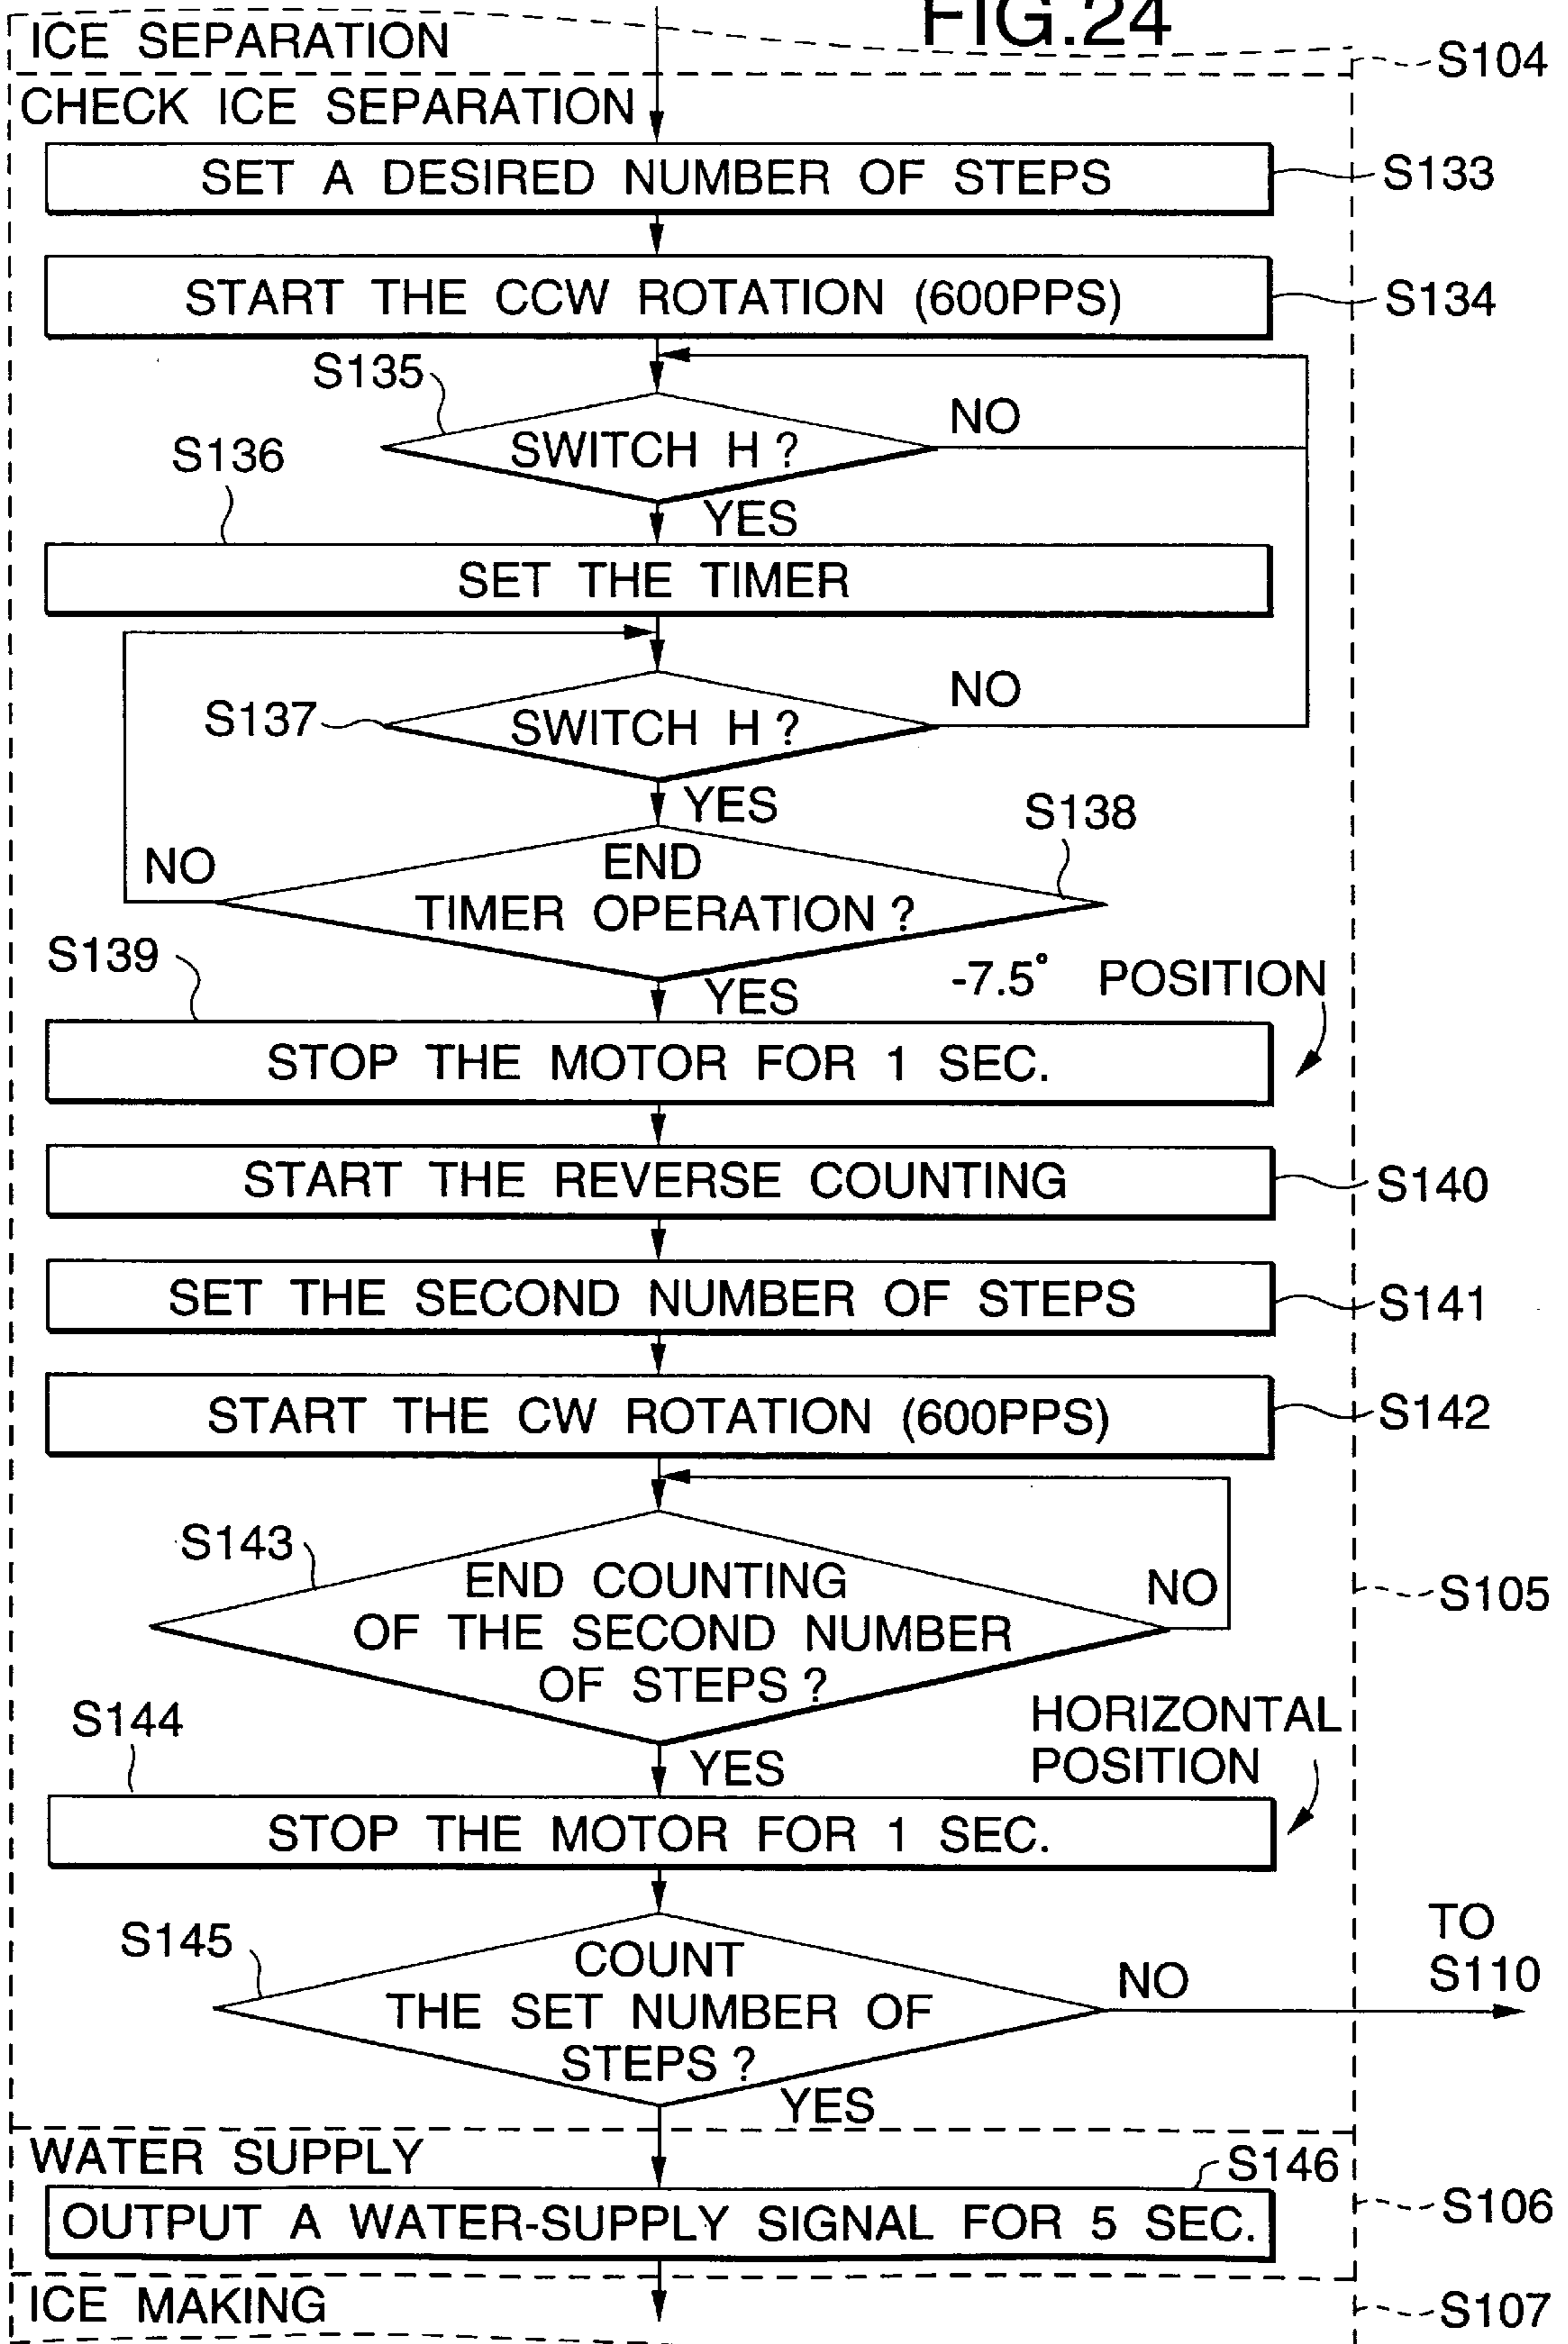 FIG.24
ICE SEPARATION
S104
CHECK ICE SEPARATION
SET A DESIRED NUMBER OF STEPS
S133
START THE CCW ROTATION (600PPS)
S134
S135
SWITCH H ?
NO
YES
S136
SET THE TIMER
S137
SWITCH H ?
NO
YES
S138
END
TIMER OPERATION ?
NO
YES
S139
-7.5° POSITION
STOP THE MOTOR FOR 1 SEC.
START THE REVERSE COUNTING
S140
SET THE SECOND NUMBER OF STEPS
S141
START THE CW ROTATION (600PPS)
S142
S143
END COUNTING
OF THE SECOND NUMBER
OF STEPS ?
NO
S105
YES
S144
HORIZONTAL
POSITION
STOP THE MOTOR FOR 1 SEC.
S145
COUNT
THE SET NUMBER OF
STEPS ?
NO
TO
S110
YES
WATER SUPPLY
S146
OUTPUT A WATER-SUPPLY SIGNAL FOR 5 SEC.
S106
ICE MAKING
S107